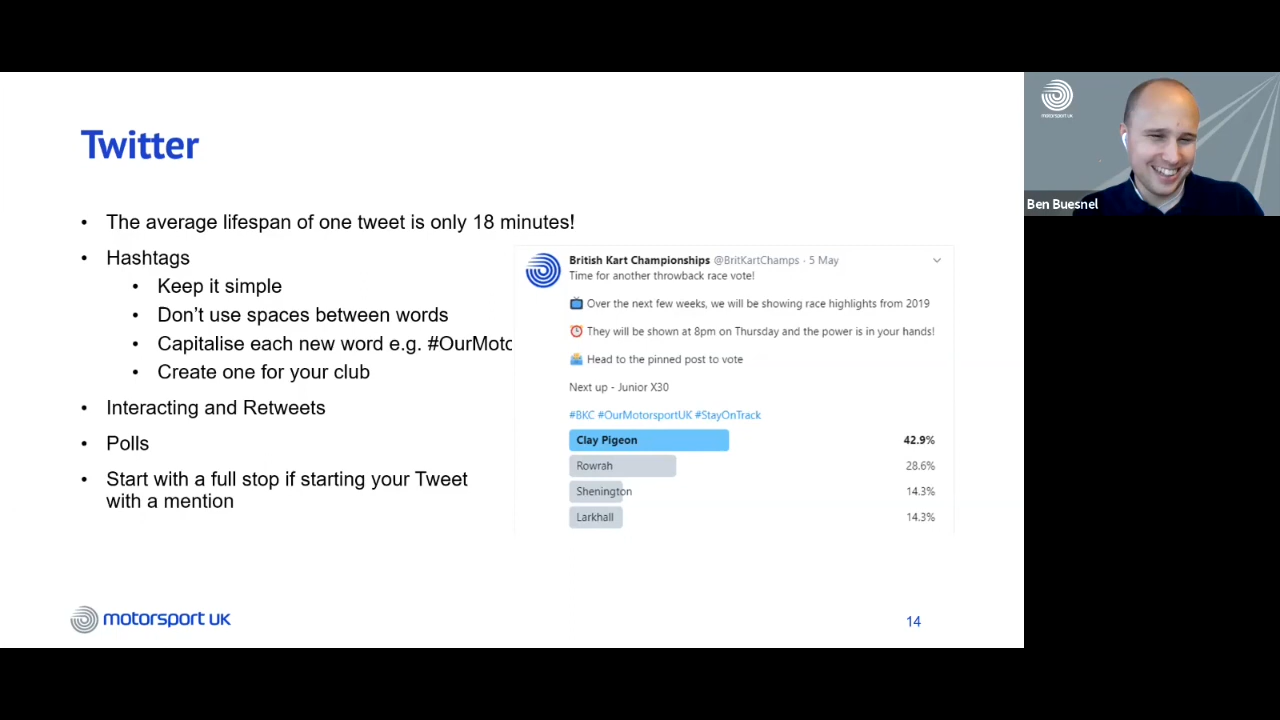 Twitter
• The average lifespan of one tweet is only 18 minutes!
• Hashtags
• Keep it simple
• Don't use spaces between words
• Capitalise each new word e.g. #OurMoto
• Create one for your club
• Interacting and Retweets
• Polls
• Start with a full stop if starting your Tweet
with a mention
British Kart Championships @BritKartChamps · 5 May
Time for another throwback race vote!
📺 Over the next few weeks, we will be showing race highlights from 2019
⏰ They will be shown at 8pm on Thursday and the power is in your hands!
🗳 Head to the pinned post to vote
Next up - Junior X30
#BKC #OurMotorsportUK #StayOnTrack
Clay Pigeon 42.9%
Rowrah 28.6%
Shenington 14.3%
Larkhall 14.3%
motorsport UK
14
motorsport UK
Ben Buesnel